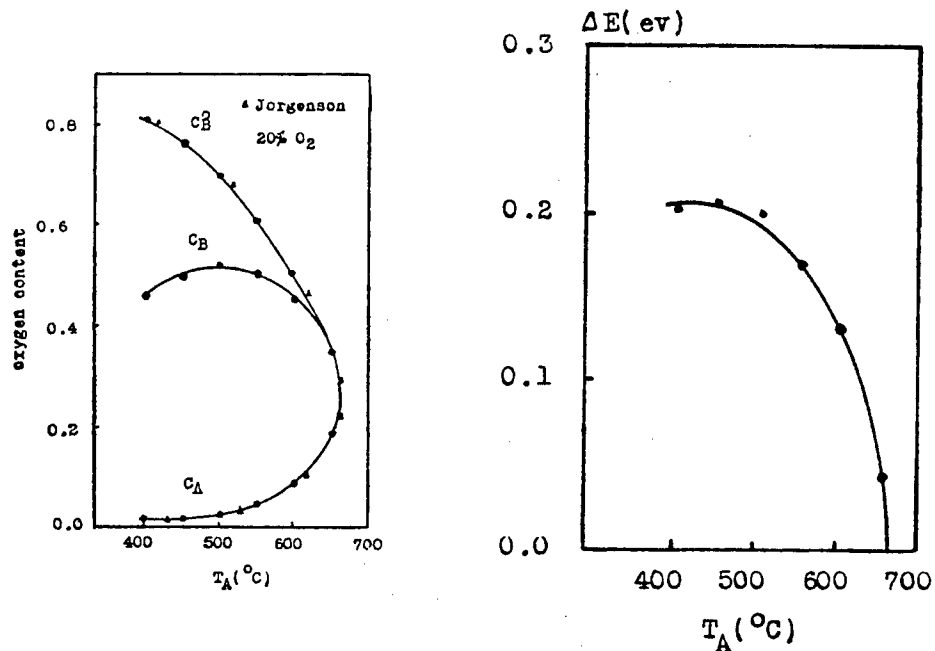 0.8
0.6
0.4
0.2
0.0
oxygen content
C_B^O
C_B
C_A
▲ Jorgenson
20% O₂
400 500 600 700
T_A(°C)
ΔE(ev)
0.3
0.2
0.1
0.0
400 500 600 700
T_A(°C)